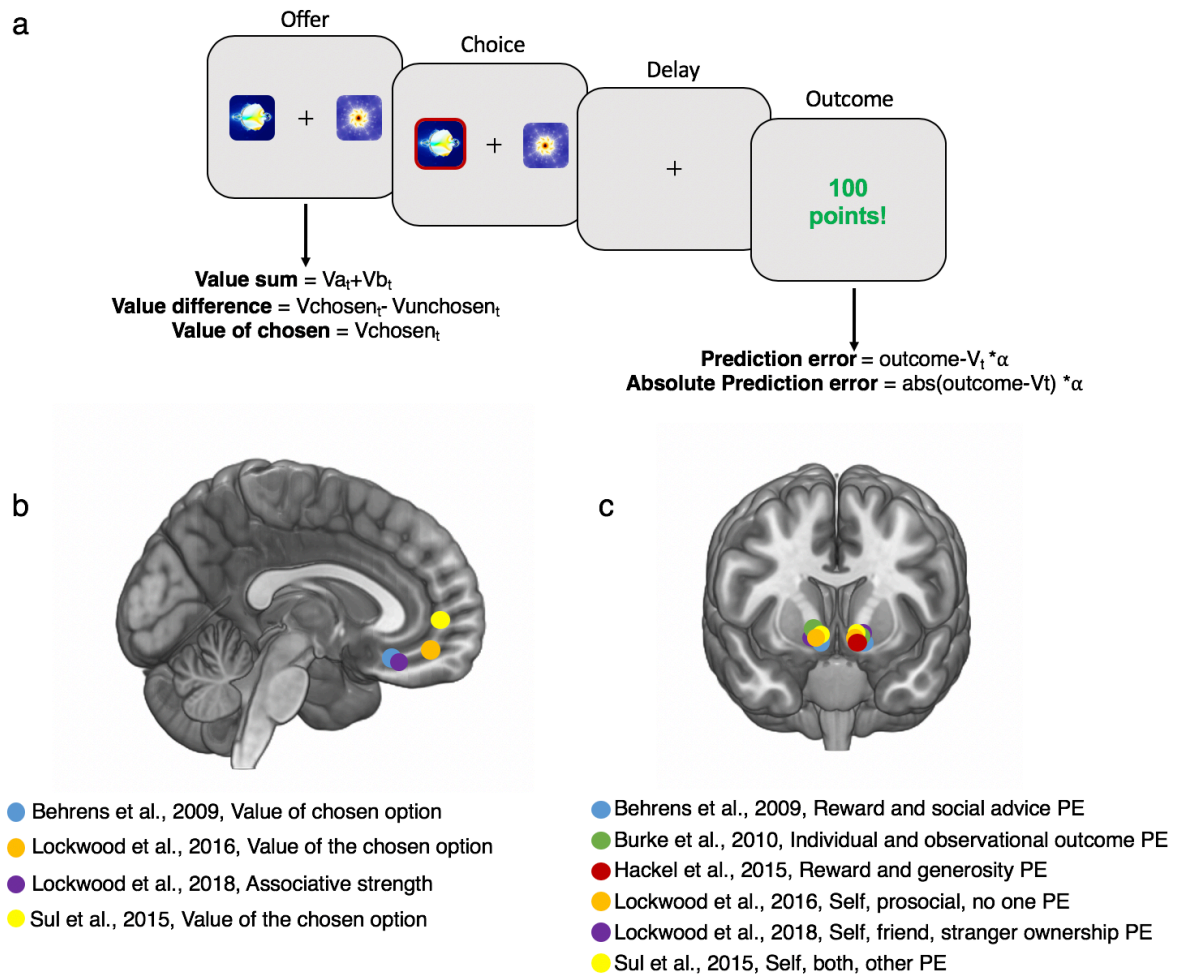 a
Offer
Choice
Delay
Outcome
+
+
+
100
points!
Value sum = Vaₜ+Vbₜ
Value difference = Vchosenₜ- Vunchosenₜ
Value of chosen = Vchosenₜ
Prediction error = outcome-Vₜ *α
Absolute Prediction error = abs(outcome-Vt) *α
b
Behrens et al., 2009, Value of chosen option
Lockwood et al., 2016, Value of the chosen option
Lockwood et al., 2018, Associative strength
Sul et al., 2015, Value of the chosen option
c
Behrens et al., 2009, Reward and social advice PE
Burke et al., 2010, Individual and observational outcome PE
Hackel et al., 2015, Reward and generosity PE
Lockwood et al., 2016, Self, prosocial, no one PE
Lockwood et al., 2018, Self, friend, stranger ownership PE
Sul et al., 2015, Self, both, other PE